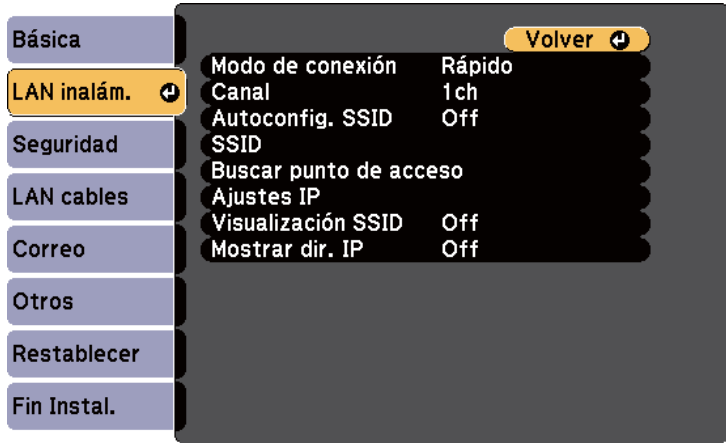 Básica
LAN inalám.
Seguridad
LAN cables
Correo
Otros
Restablecer
Fin Instal.
Volver
Modo de conexión Rápido
Canal 1ch
Autoconfig. SSID Off
SSID
Buscar punto de acceso
Ajustes IP
Visualización SSID Off
Mostrar dir. IP Off